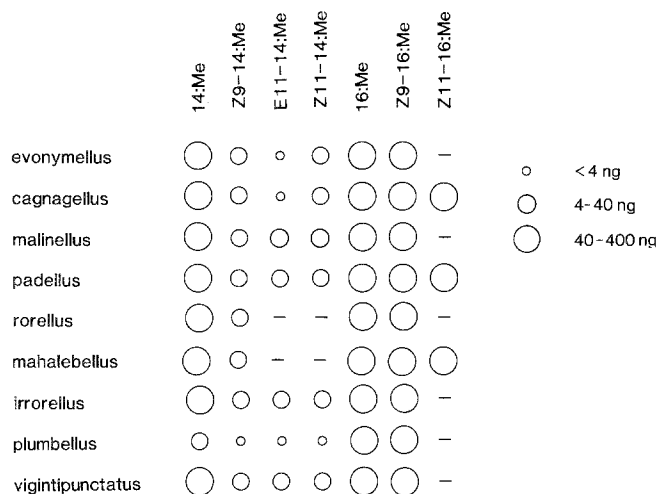 14:Me Z9-14:Me E11-14:Me Z11-14:Me 16:Me Z9-16:Me Z11-16:Me
evonymellus –
cagnagellus
malinellus –
padellus
rorellus – – –
mahalebellus – –
irrorellus –
plumbellus –
vigintipunctatus –
< 4 ng
4-40 ng
40-400 ng